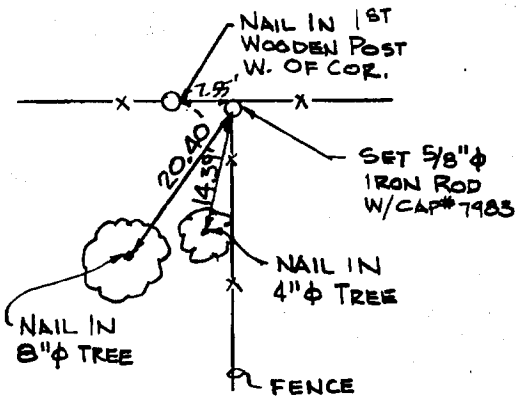 NAIL IN 1ST
WOODEN POST
W. OF COR.
7.55'
20.40'
14.39'
SET 5/8"φ
IRON ROD
W/CAP# 7983
NAIL IN
4"φ TREE
NAIL IN
8"φ TREE
FENCE